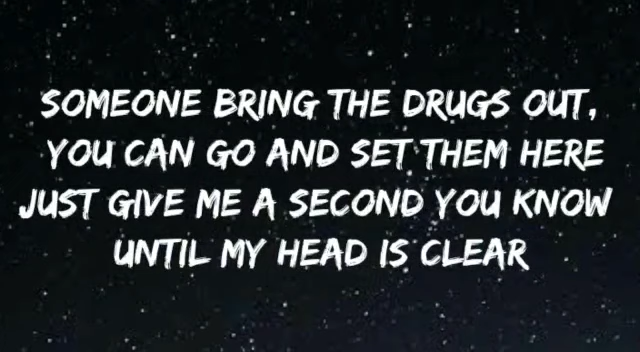 SOMEONE BRING THE DRUGS OUT,
YOU CAN GO AND SET THEM HERE
JUST GIVE ME A SECOND YOU KNOW
UNTIL MY HEAD IS CLEAR